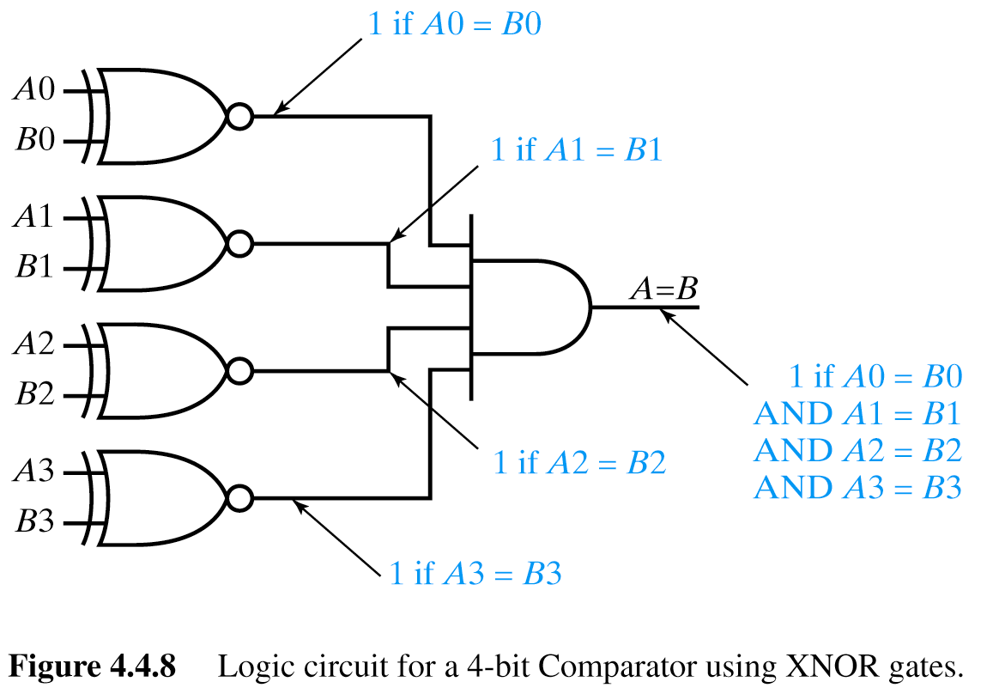 1 if A0 = B0
A0
B0
1 if A1 = B1
A1
B1
A=B
A2
B2
1 if A0 = B0
AND A1 = B1
AND A2 = B2
AND A3 = B3
1 if A2 = B2
A3
B3
1 if A3 = B3
Figure 4.4.8 Logic circuit for a 4-bit Comparator using XNOR gates.